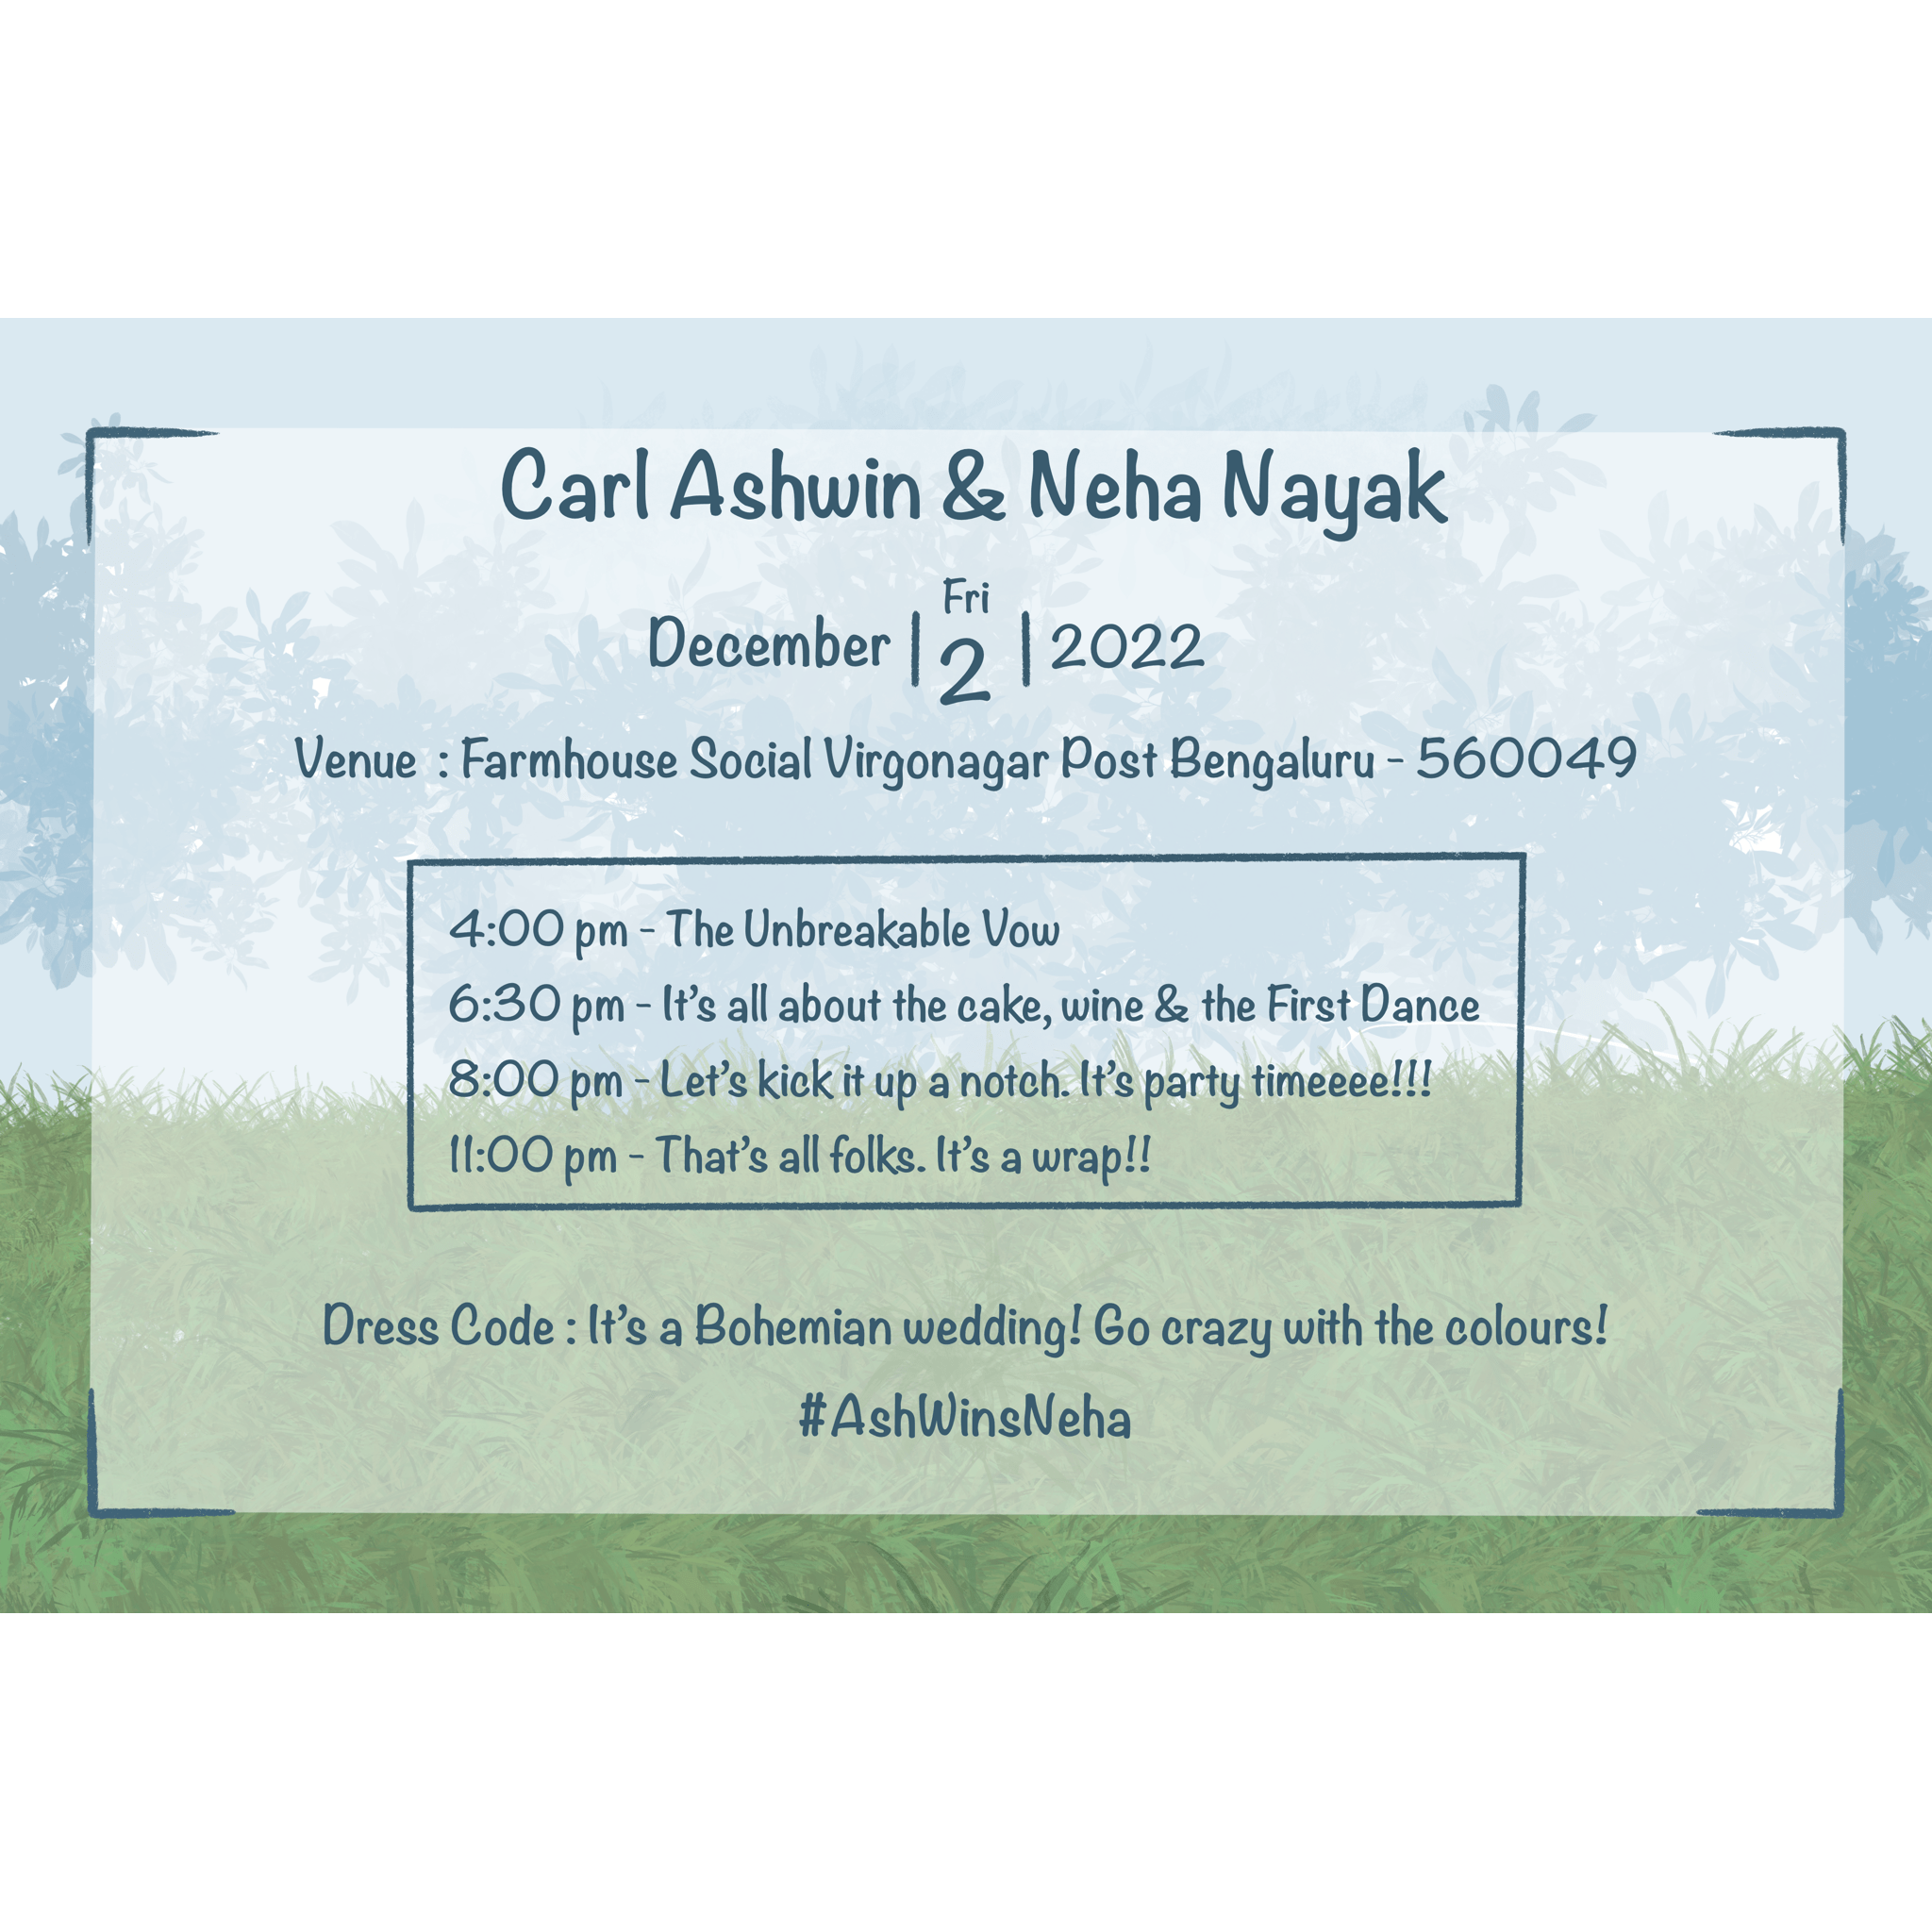 Carl Ashwin & Neha Nayak
Fri
December | 2 | 2022
Venue : Farmhouse Social Virgonagar Post Bengaluru - 560049
4:00 pm - The Unbreakable Vow
6:30 pm - It's all about the cake, wine & the First Dance
8:00 pm - Let's kick it up a notch. It's party timeeee!!!
11:00 pm - That's all folks. It's a wrap!!
Dress Code : It's a Bohemian wedding! Go crazy with the colours!
#AshWinsNeha